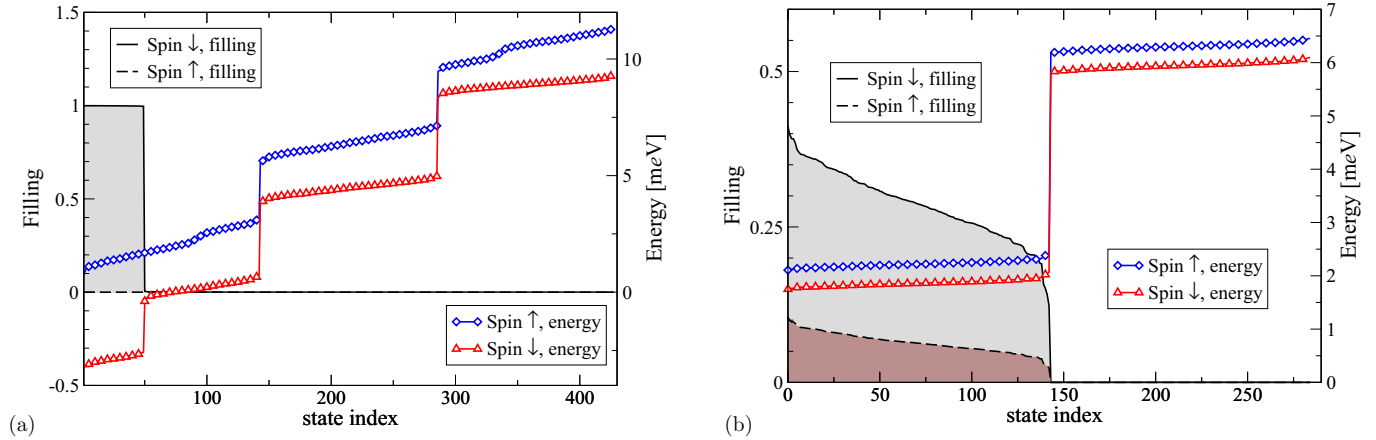 1.5
1
0.5
0
-0.5
Filling
Spin ↓, filling
Spin ↑, filling
Spin ↑, energy
Spin ↓, energy
10
5
0
Energy [meV]
100
200
300
400
state index
(a)
0.5
0.25
0
Filling
Spin ↓, filling
Spin ↑, filling
Spin ↑, energy
Spin ↓, energy
7
6
5
4
3
2
1
0
Energy [meV]
0
50
100
150
200
250
state index
(b)